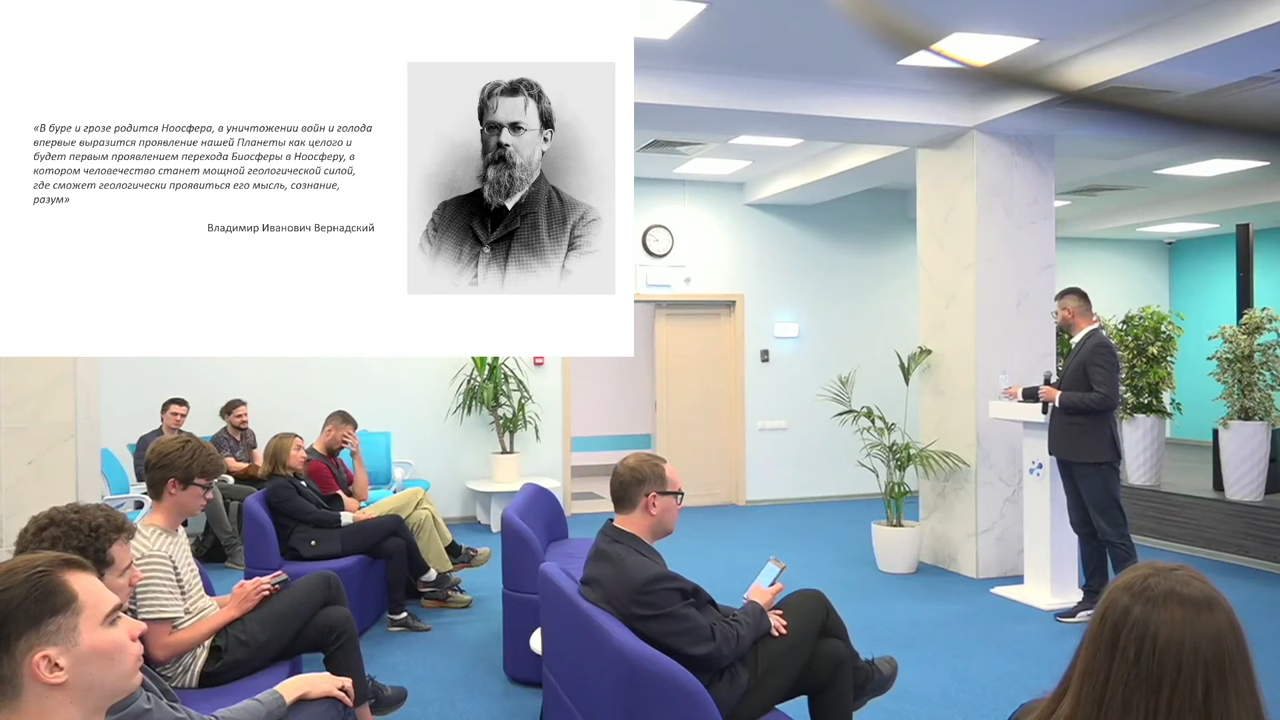 «В буре и грозе родится Ноосфера, в уничтожении войн и голода
впервые выразится проявление нашей Планеты как целого и
будет первым проявлением перехода Биосферы в Ноосферу, в
котором человечество станет мощной геологической силой,
где сможет геологически проявиться его мысль, сознание,
разум»
Владимир Иванович Вернадский